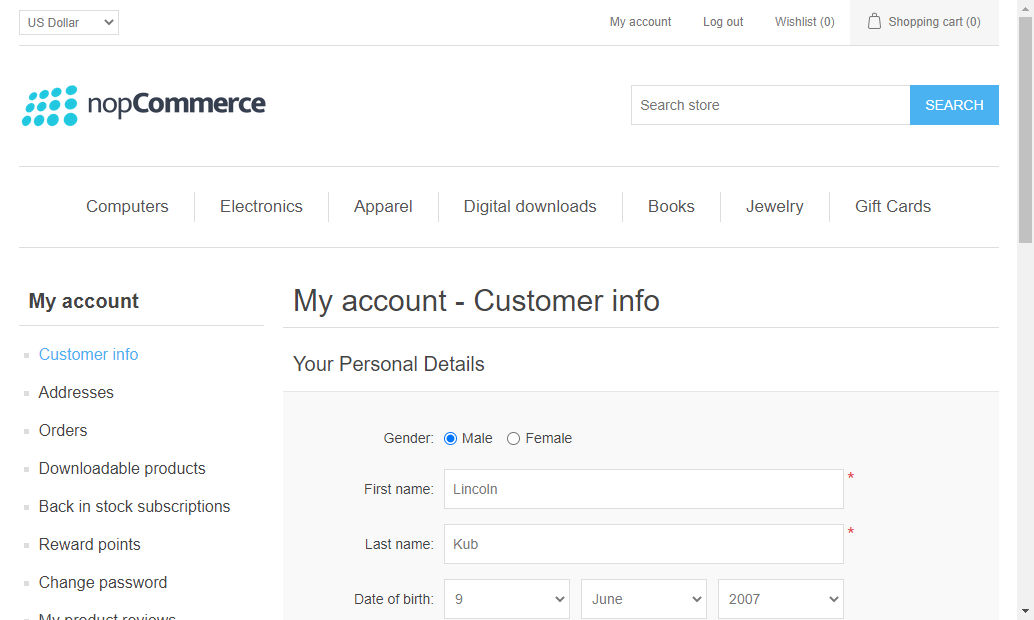 US Dollar My account Log out Wishlist (0) Shopping cart (0)
nopCommerce Search store SEARCH
Computers Electronics Apparel Digital downloads Books Jewelry Gift Cards
My account
Customer info
Addresses
Orders
Downloadable products
Back in stock subscriptions
Reward points
Change password
My product reviews
My account - Customer info
Your Personal Details
Gender: Male Female
First name: Lincoln *
Last name: Kub *
Date of birth: 9 June 2007